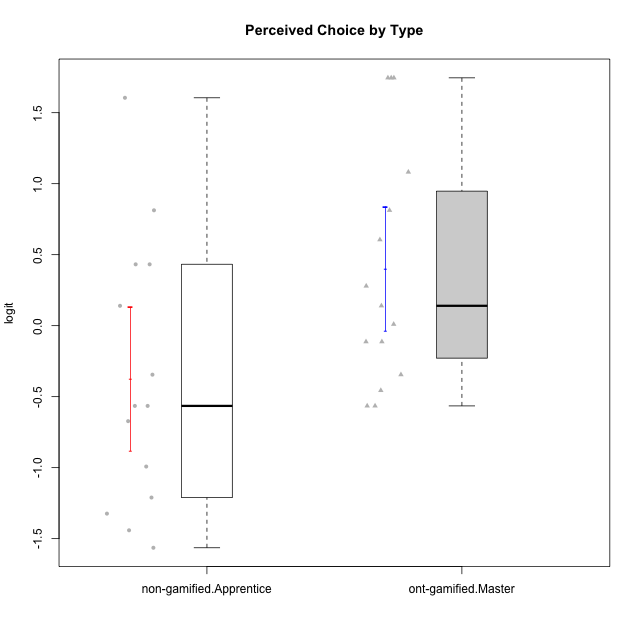 Perceived Choice by Type
logit
1.5
1.0
0.5
0.0
-0.5
-1.0
-1.5
non-gamified.Apprentice
ont-gamified.Master